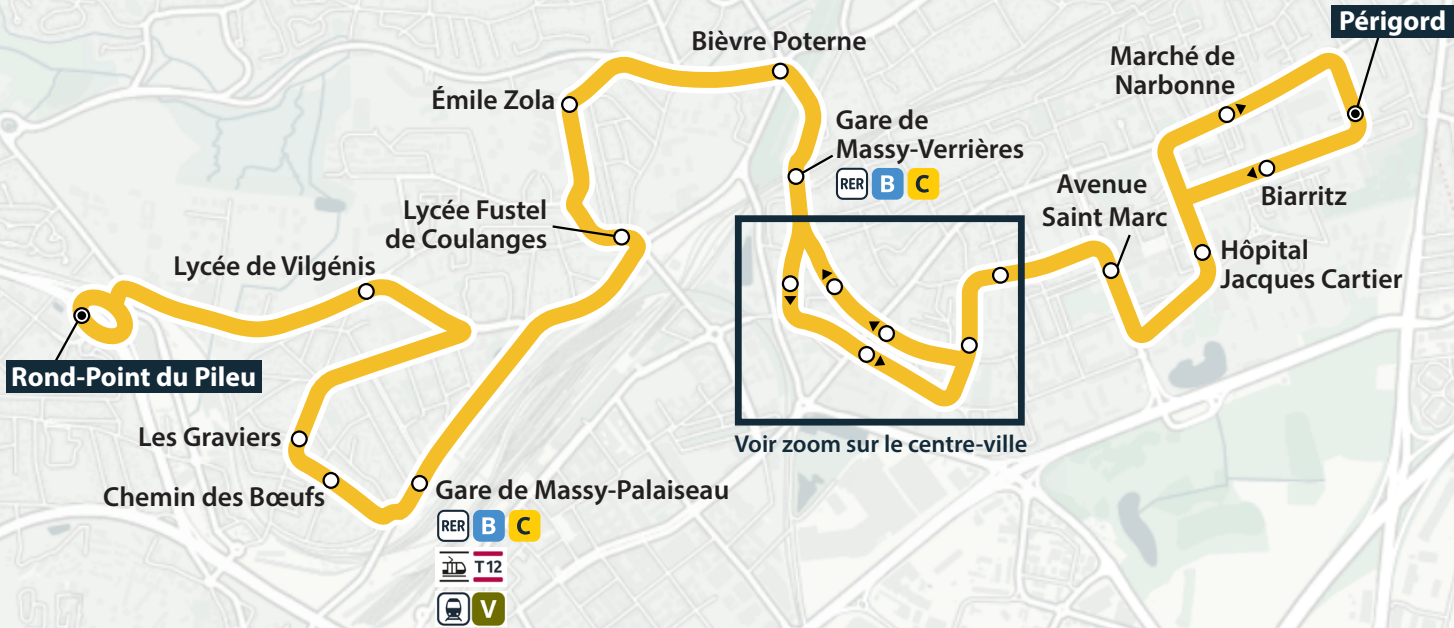 Périgord
Bièvre Poterne
Marché de
Narbonne
Émile Zola
Gare de
Massy-Verrières
RER B C
Avenue
Saint Marc
Biarritz
Lycée Fustel
de Coulanges
Hôpital
Jacques Cartier
Lycée de Vilgénis
Rond-Point du Pileu
Les Graviers
Voir zoom sur le centre-ville
Chemin des Bœufs
Gare de Massy-Palaiseau
RER B C
T12
V